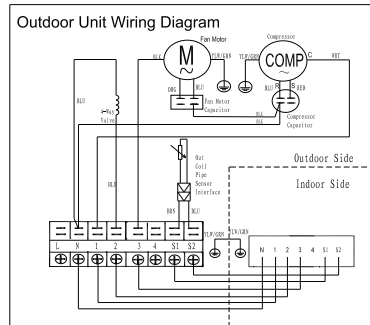 Outdoor Unit Wiring Diagram
Fan Motor
Compressor
BLK
M
YLW/GRN
YLW/GRN
COMP
C
WHT
R
S
ORG
BLU
BLU
RED
Fan Motor
Capacitor
BLU
4-Way
Valve
BLK
BLK
Compressor
Capacitor
Out
Coil
Pipe
Sensor
Interface
Outdoor Side
Indoor Side
BLK
BRN
BLU
YLW/GRN
YLW/GRN
L
N
1
2
3
4
S1
S2
N
1
2
3
4
S1
S2